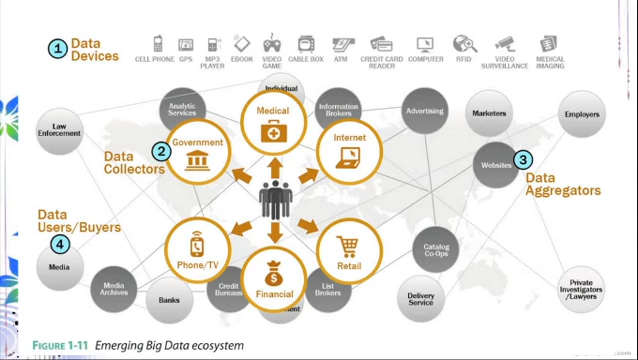 1 Data
Devices
CELL PHONE
GPS
MP3
PLAYER
EBOOK
VIDEO
GAME
CABLE BOX
ATM
CREDIT CARD
READER
COMPUTER
RFID
VIDEO
SURVEILLANCE
MEDICAL
IMAGING
Individual
Law
Enforcement
Analytic
Services
Medical
Information
Brokers
Advertising
Marketers
Employers
Government
Internet
2
Data
Collectors
Websites
3
Data
Aggregators
Data
Users/Buyers
4
Media
Phone/TV
Retail
Catalog
Co-Ops
Media
Archives
Banks
Credit
Bureaus
Financial
List
Brokers
Delivery
Service
Private
Investigators
/Lawyers
FIGURE 1-11 Emerging Big Data ecosystem